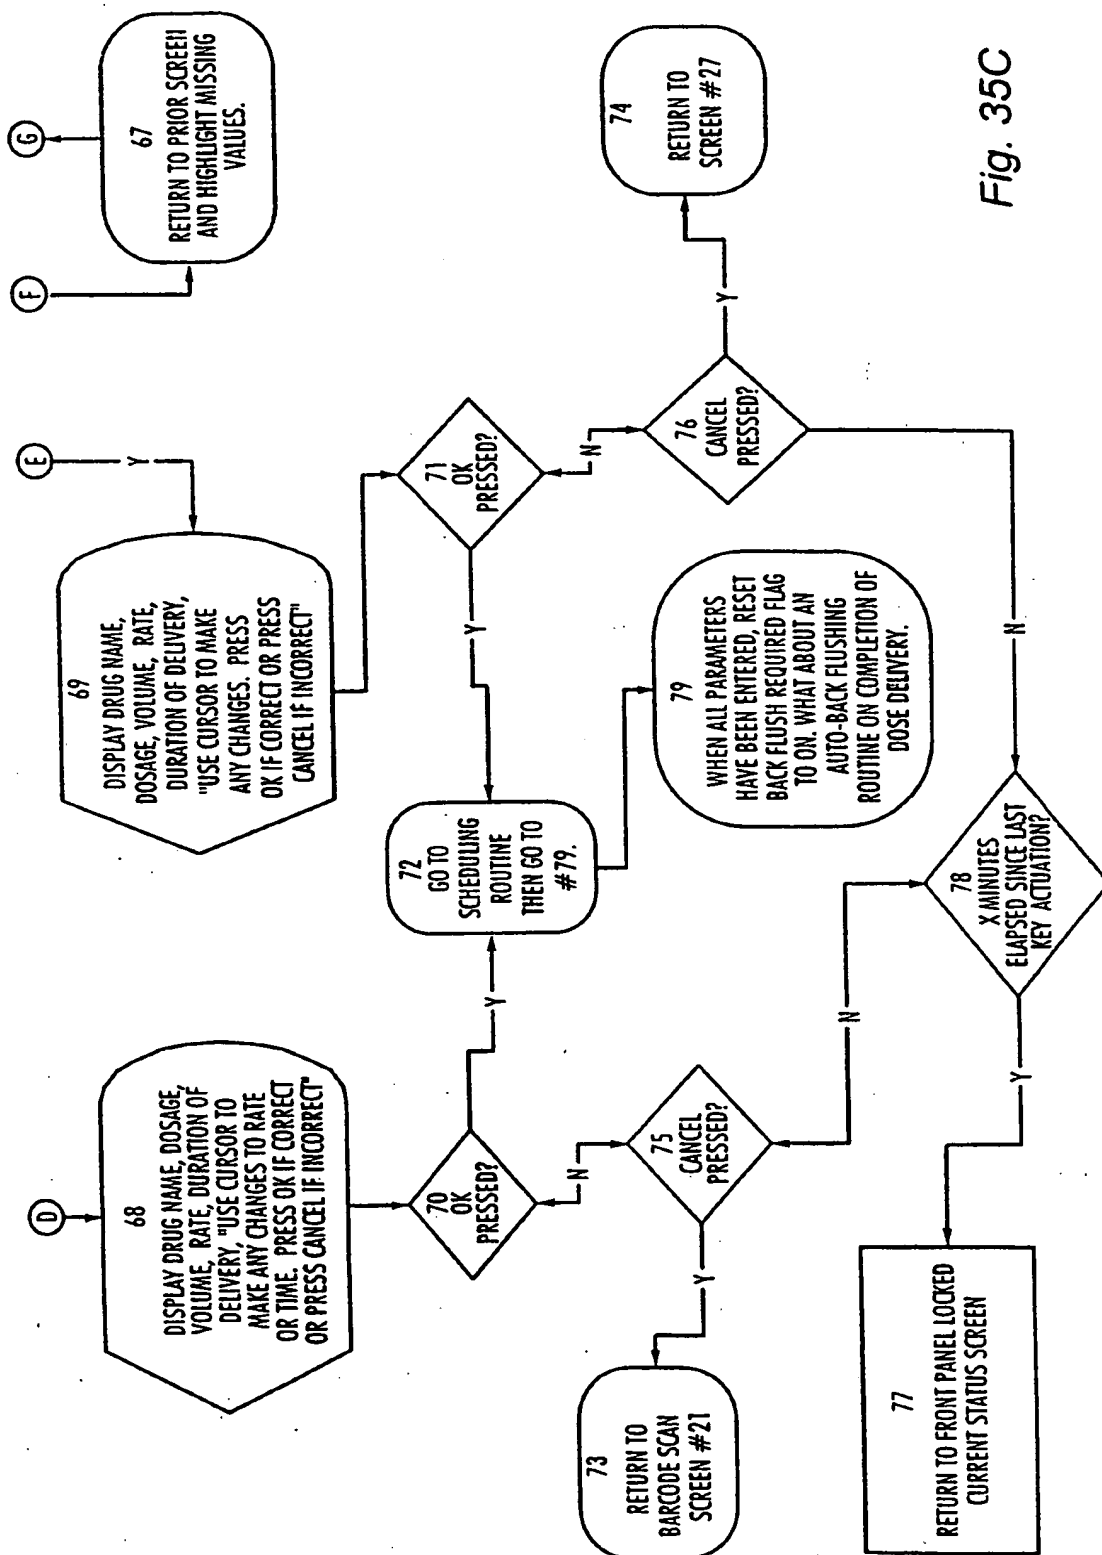 D
68
DISPLAY DRUG NAME, DOSAGE,
VOLUME, RATE, DURATION OF
DELIVERY, "USE CURSOR TO
MAKE ANY CHANGES TO RATE
OR TIME. PRESS OK IF CORRECT
OR PRESS CANCEL IF INCORRECT"
70
OK
PRESSED?
Y
N
75
CANCEL
PRESSED?
Y
N
73
RETURN TO
BARCODE SCAN
SCREEN #21
77
RETURN TO FRONT PANEL LOCKED
CURRENT STATUS SCREEN
E
Y
69
DISPLAY DRUG NAME,
DOSAGE, VOLUME, RATE,
DURATION OF DELIVERY,
"USE CURSOR TO MAKE
ANY CHANGES. PRESS
OK IF CORRECT OR PRESS
CANCEL IF INCORRECT"
71
OK
PRESSED?
Y
N
72
GO TO
SCHEDULING
ROUTINE
THEN GO TO
#79.
79
WHEN ALL PARAMETERS
HAVE BEEN ENTERED, RESET
BACK FLUSH REQUIRED FLAG
TO ON. WHAT ABOUT AN
AUTO-BACK FLUSHING
ROUTINE ON COMPLETION OF
DOSE DELIVERY.
76
CANCEL
PRESSED?
Y
N
78
X MINUTES
ELAPSED SINCE LAST
KEY ACTUATION?
Y
F
G
67
RETURN TO PRIOR SCREEN
AND HIGHLIGHT MISSING
VALUES.
74
RETURN TO
SCREEN #27
Fig. 35C